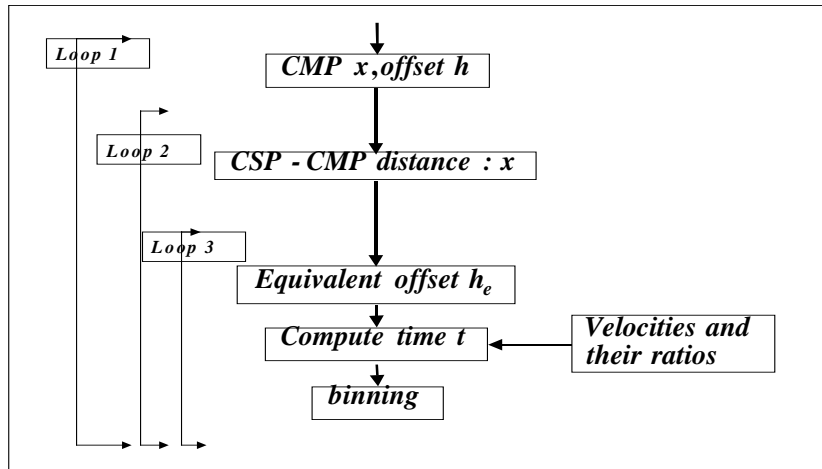 Loop 1
CMP x,offset h
Loop 2
CSP - CMP distance : x
Loop 3
Equivalent offset he
Compute time t
Velocities and
their ratios
binning